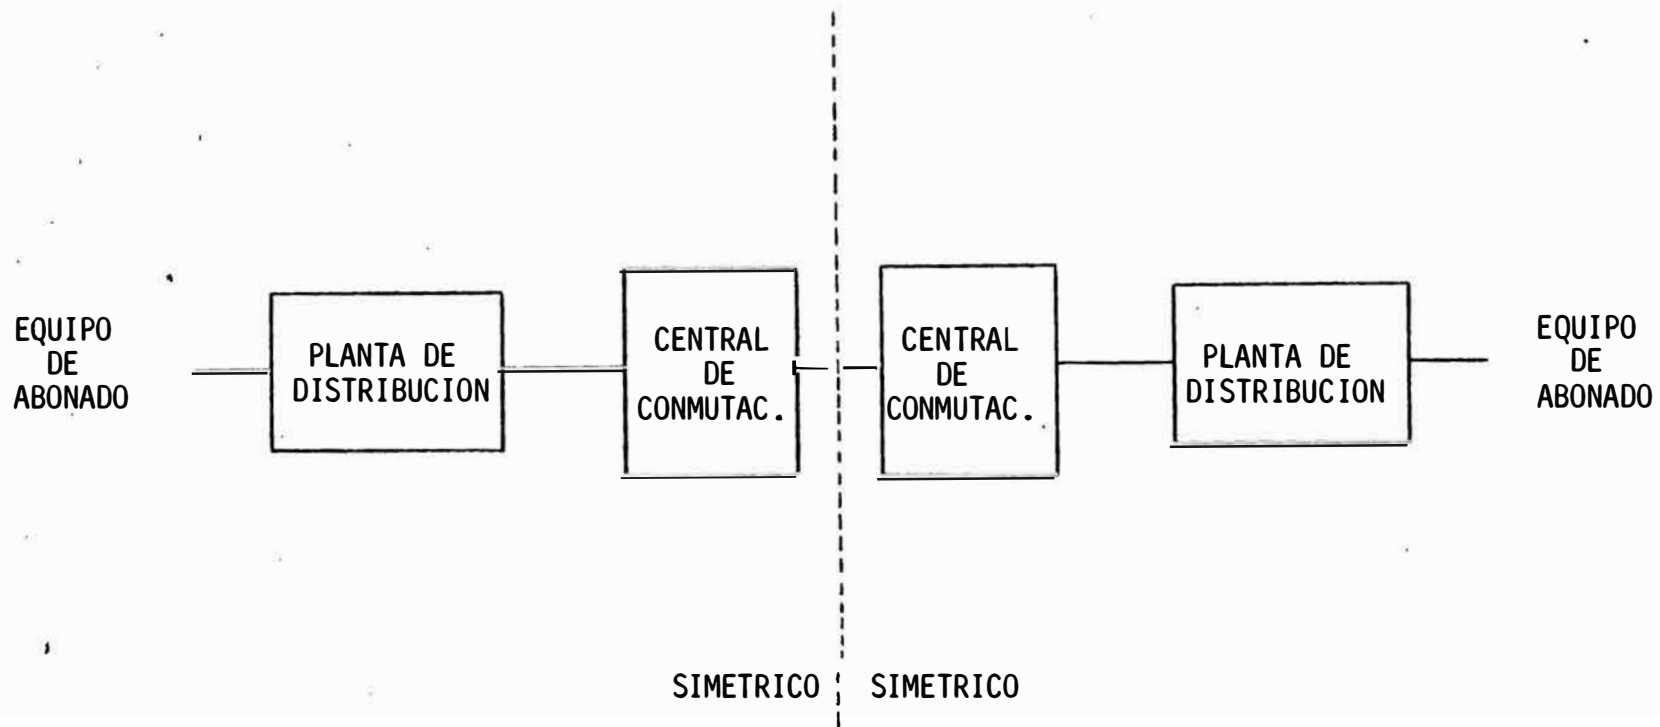 EQUIPO
DE
ABONADO
PLANTA DE
DISTRIBUCION
CENTRAL
DE
CONMUTAC.
CENTRAL
DE
CONMUTAC.
PLANTA DE
DISTRIBUCION
EQUIPO
DE
ABONADO
SIMETRICO
SIMETRICO